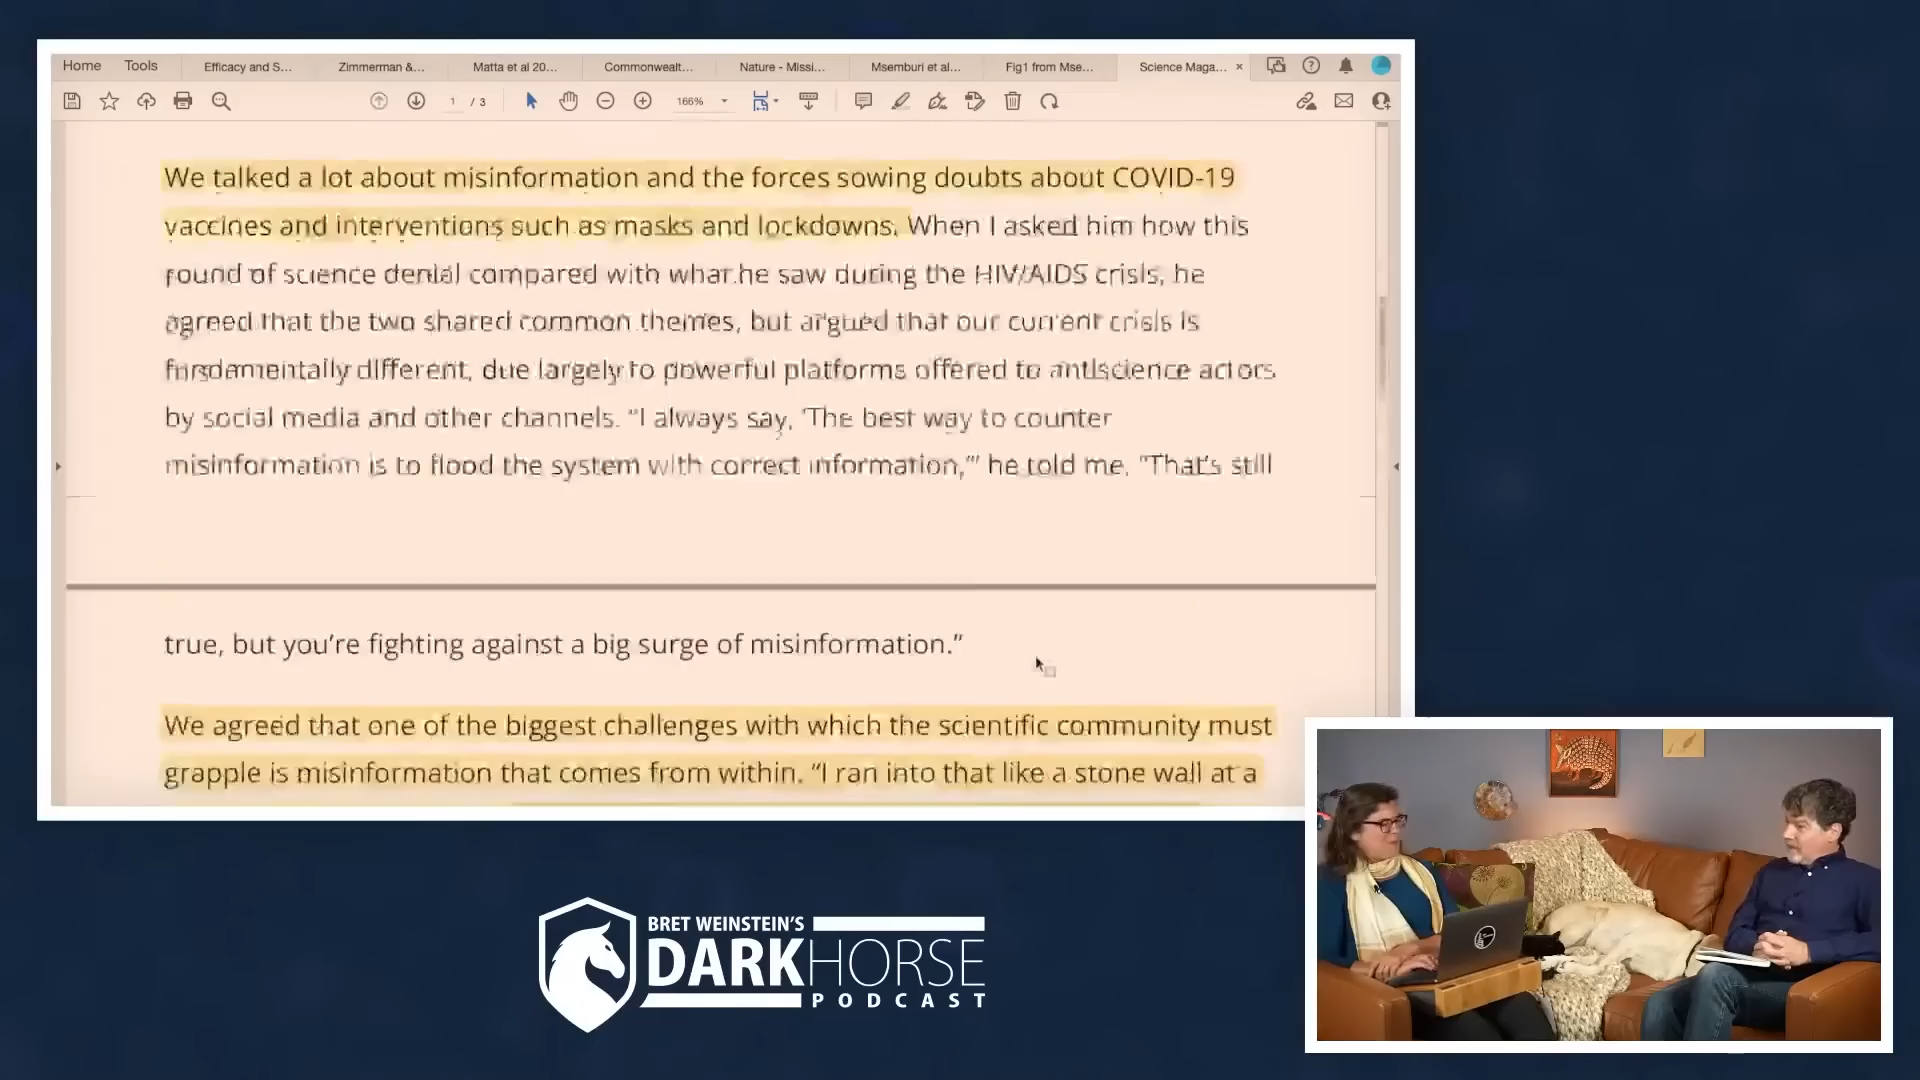 Home Tools Efficacy and S... Zimmerman &... Matta et al 20... Commonwealt... Nature - Missi... Msemburi et al... Fig1 from Mse... Science Maga... ×
1 / 3 166%
We talked a lot about misinformation and the forces sowing doubts about COVID-19
vaccines and interventions such as masks and lockdowns. When I asked him how this
round of science denial compared with what he saw during the HIV/AIDS crisis, he
agreed that the two shared common themes, but argued that our current crisis is
fundamentally different, due largely to powerful platforms offered to antiscience actors
by social media and other channels. “I always say, ‘The best way to counter
misinformation is to flood the system with correct information,’” he told me. “That’s still
true, but you’re fighting against a big surge of misinformation.”
We agreed that one of the biggest challenges with which the scientific community must
grapple is misinformation that comes from within. “I ran into that like a stone wall at a
BRET WEINSTEIN'S
DARKHORSE
PODCAST